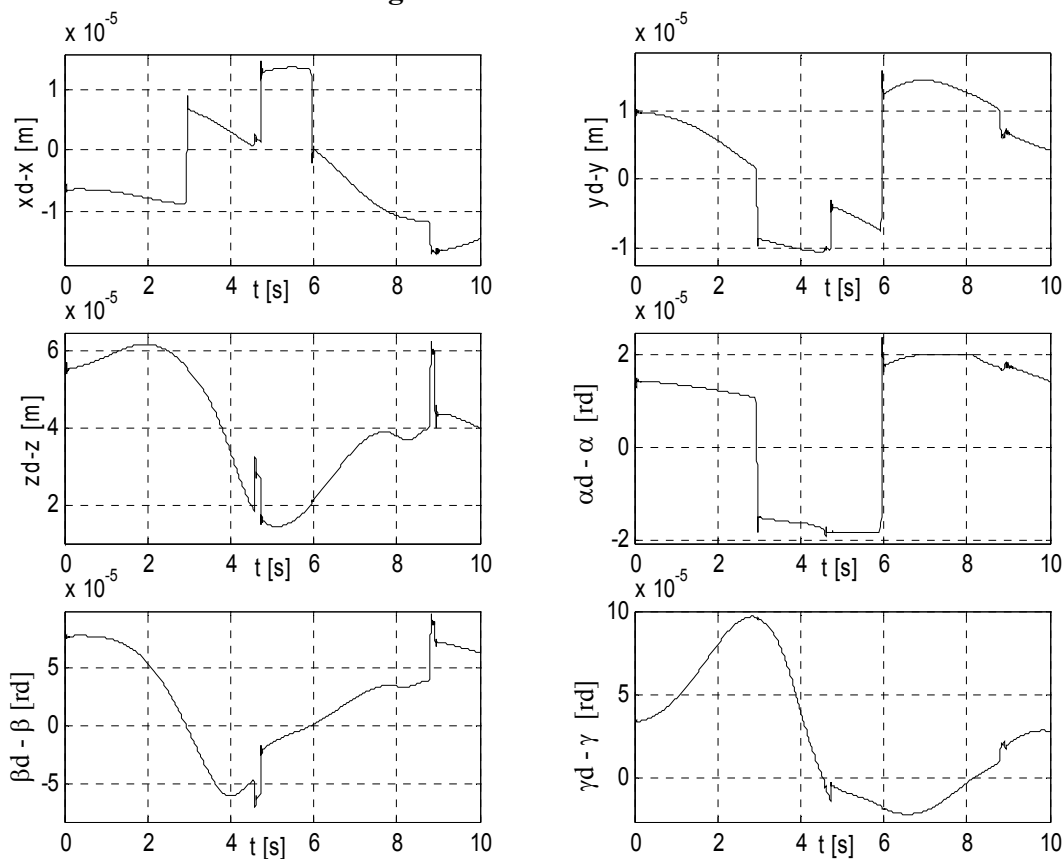 x 10-5
xd-x [m]
1
0
-1
0 2 4 6 8 10
t [s]
x 10-5
yd-y [m]
1
0
-1
0 2 4 6 8 10
t [s]
x 10-5
zd-z [m]
6
4
2
0 2 4 6 8 10
t [s]
x 10-5
αd - α [rd]
2
0
-2
0 2 4 6 8 10
t [s]
x 10-5
βd - β [rd]
5
0
-5
0 2 4 6 8 10
t [s]
x 10-5
γd - γ [rd]
10
5
0
0 2 4 6 8 10
t [s]